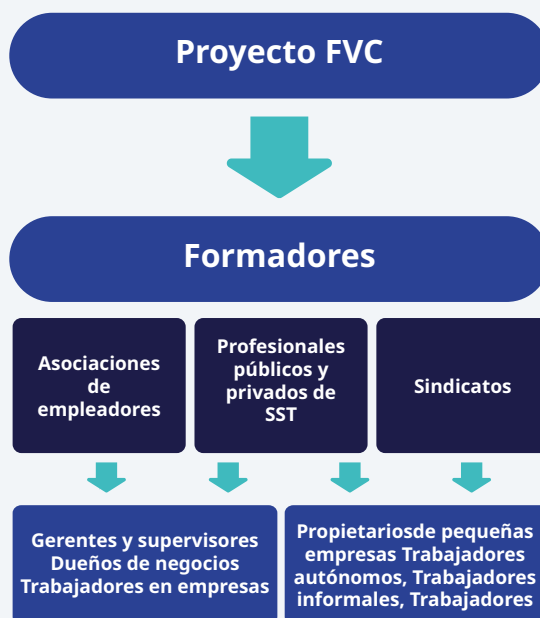 Proyecto FVC
Formadores
Asociaciones
de
empleadores
Profesionales
públicos y
privados de
SST
Sindicatos
Gerentes y supervisores
Dueños de negocios
Trabajadores en empresas
Propietariosde pequeñas
empresas Trabajadores
autónomos, Trabajadores
informales, Trabajadores